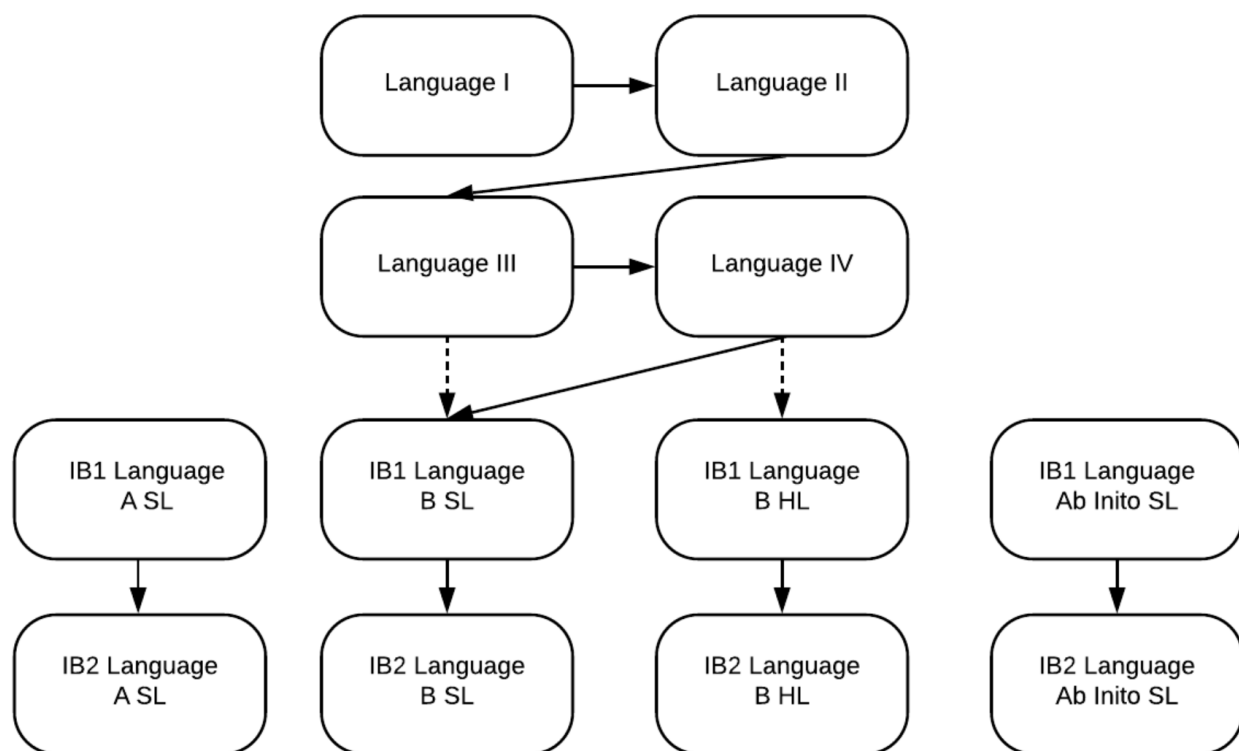 Language I
Language II
Language III
Language IV
IB1 Language
A SL
IB1 Language
B SL
IB1 Language
B HL
IB1 Language
Ab Inito SL
IB2 Language
A SL
IB2 Language
B SL
IB2 Language
B HL
IB2 Language
Ab Inito SL